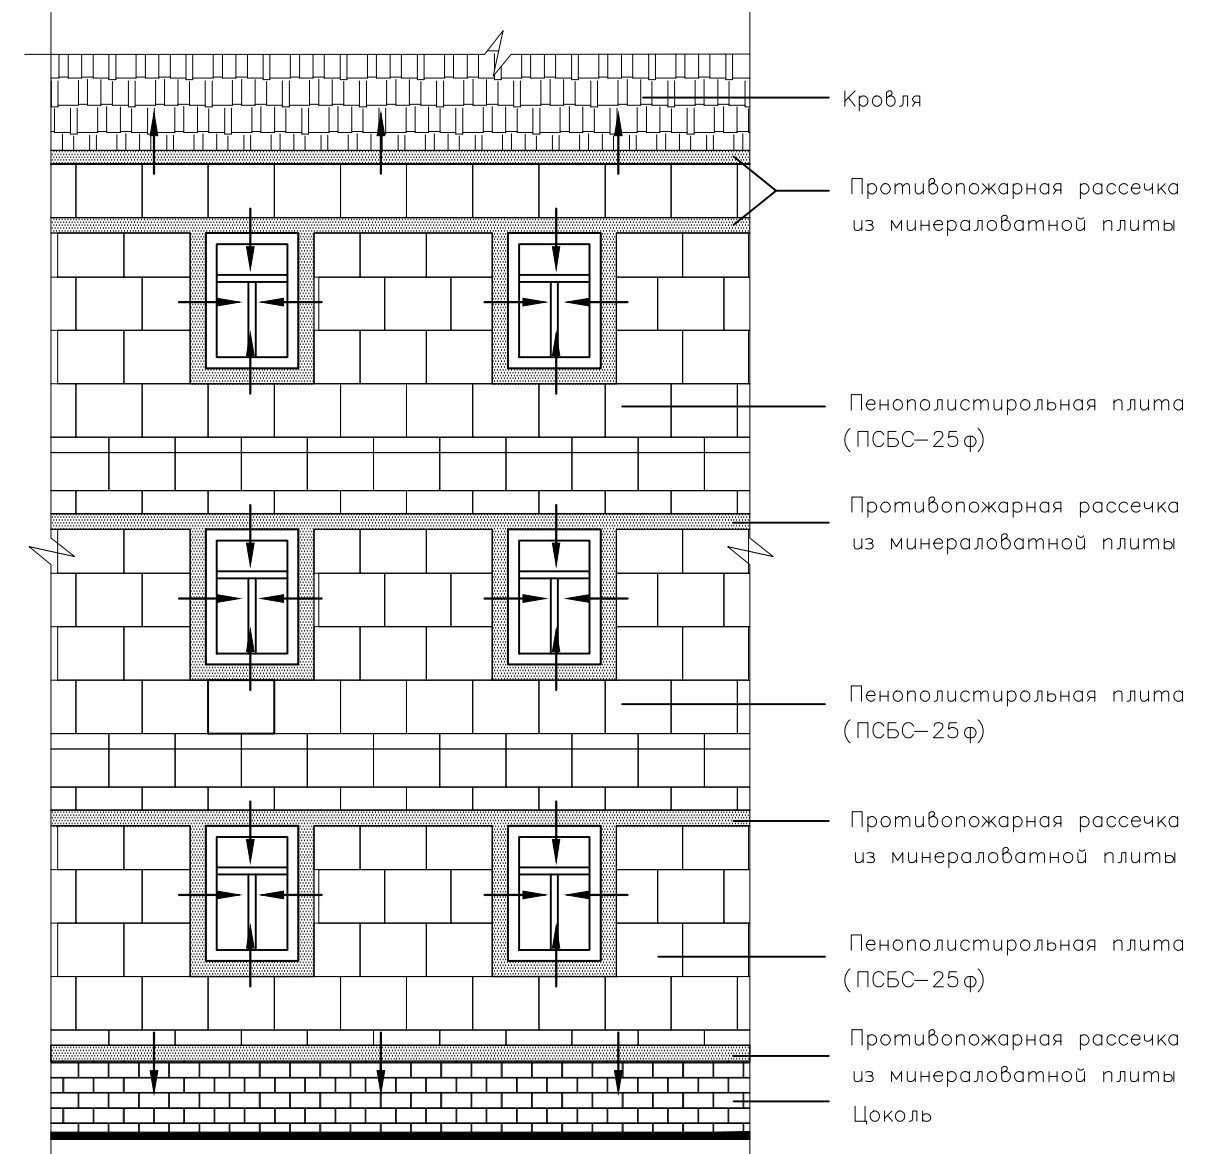 Кровля
Противопожарная рассечка
из минераловатной плиты
Пенополистирольная плита
(ПСБС-25ф)
Противопожарная рассечка
из минераловатной плиты
Пенополистирольная плита
(ПСБС-25ф)
Противопожарная рассечка
из минераловатной плиты
Пенополистирольная плита
(ПСБС-25ф)
Противопожарная рассечка
из минераловатной плиты
Цоколь